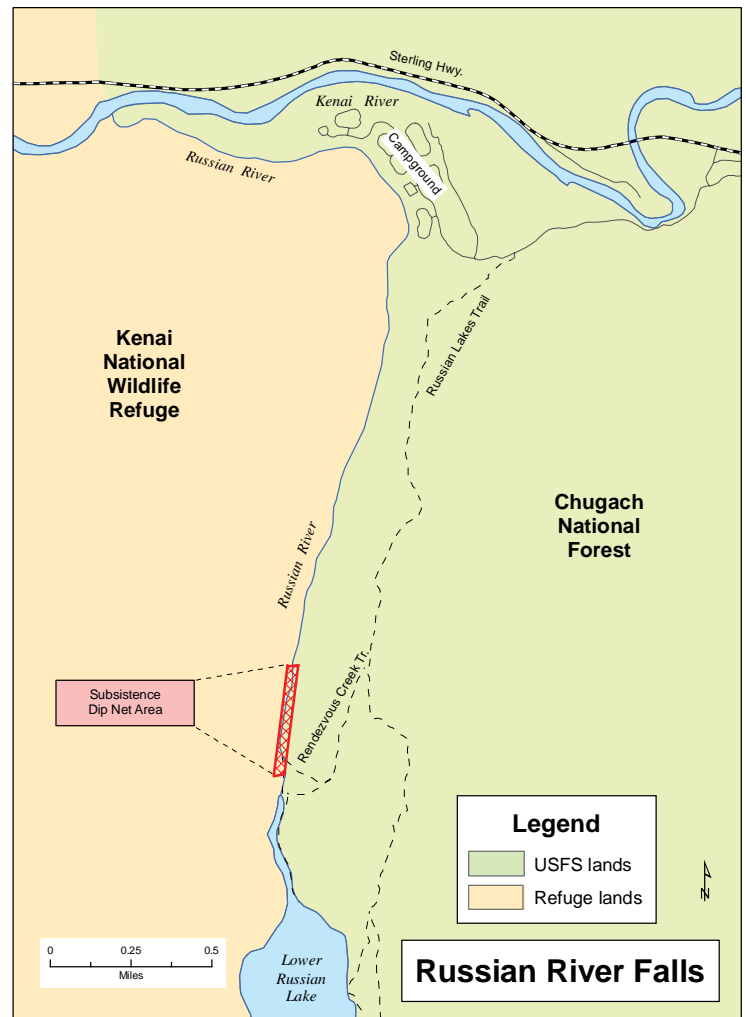 Sterling Hwy.
Kenai River
Russian River
Campground
Russian Lakes Trail
Kenai
National
Wildlife
Refuge
Chugach
National
Forest
Russian River
Subsistence
Dip Net Area
Rendezvous Creek Tr.
Legend
USFS lands
Refuge lands
N
0 0.25 0.5
Miles
Lower
Russian
Lake
Russian River Falls